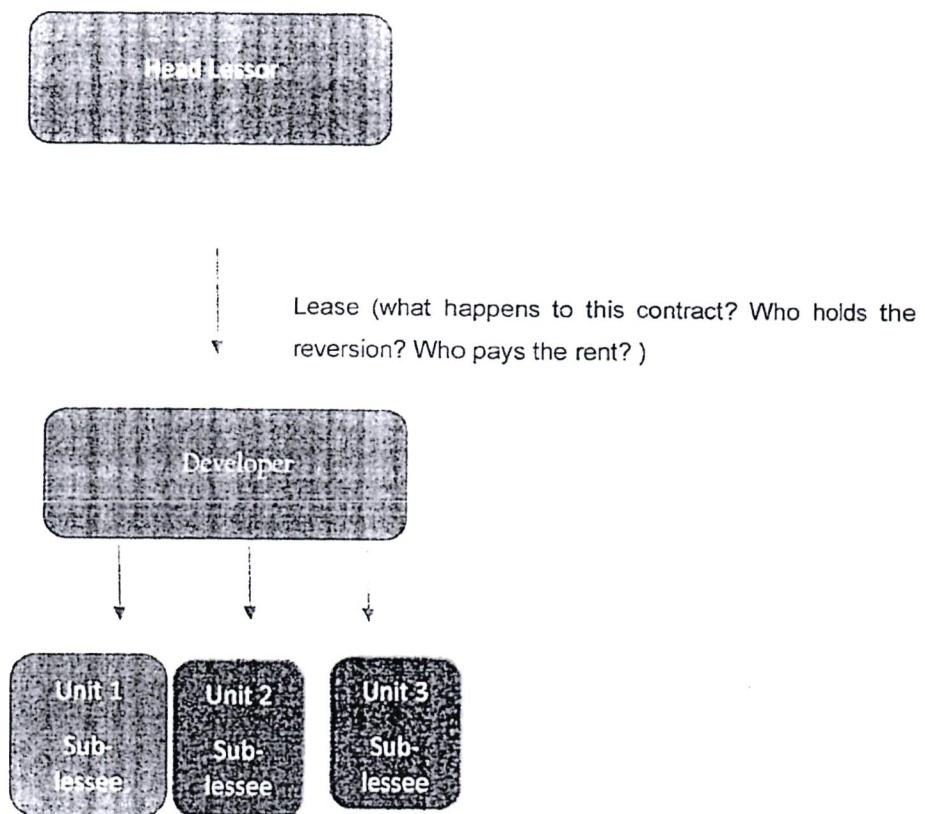 Head Lessor
Lease (what happens to this contract? Who holds the
reversion? Who pays the rent? )
Developer
Unit 1
Sub-
lessee
Unit 2
Sub-
lessee
Unit 3
Sub-
lessee